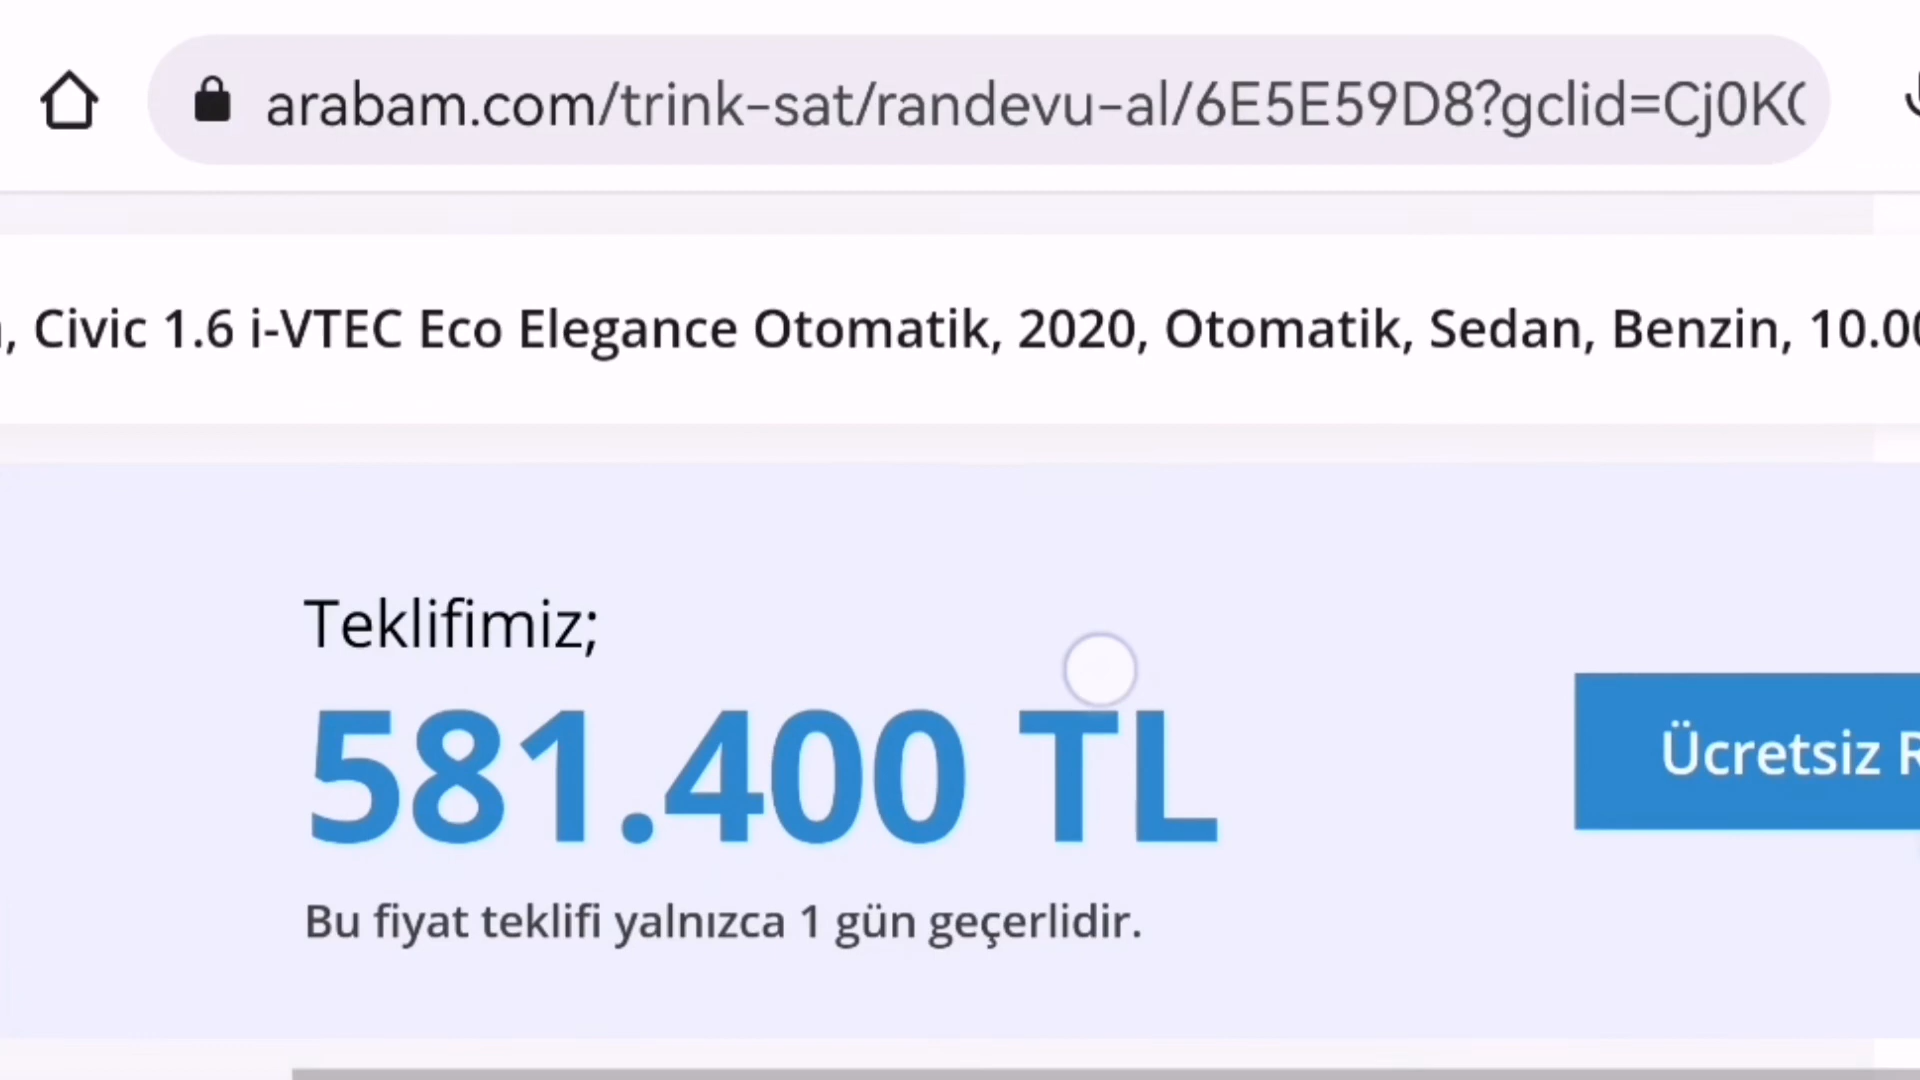 arabam.com/trink-sat/randevu-al/6E5E59D8?gclid=Cj0K
, Civic 1.6 i-VTEC Eco Elegance Otomatik, 2020, Otomatik, Sedan, Benzin, 10.00
Teklifimiz;
581.400 TL
Ücretsiz R
Bu fiyat teklifi yalnızca 1 gün geçerlidir.